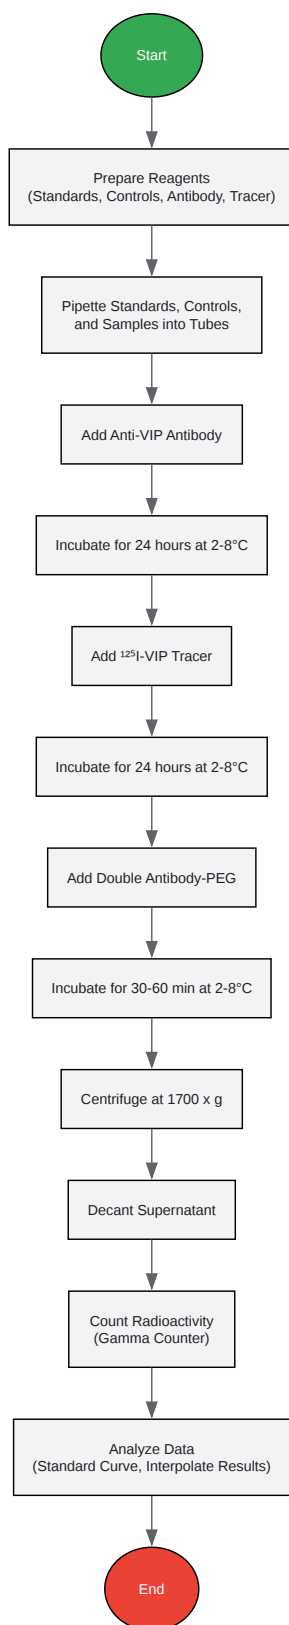 Start
Prepare Reagents
(Standards, Controls, Antibody, Tracer)
Pipette Standards, Controls,
and Samples into Tubes
Add Anti-VIP Antibody
Incubate for 24 hours at 2-8°C
Add ¹²⁵I-VIP Tracer
Incubate for 24 hours at 2-8°C
Add Double Antibody-PEG
Incubate for 30-60 min at 2-8°C
Centrifuge at 1700 x g
Decant Supernatant
Count Radioactivity
(Gamma Counter)
Analyze Data
(Standard Curve, Interpolate Results)
End